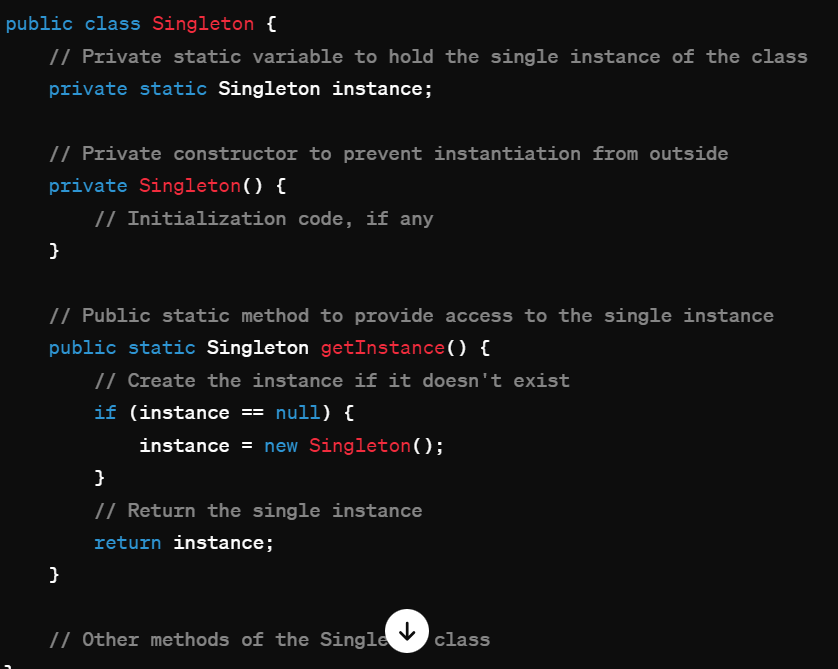 public class Singleton {
    // Private static variable to hold the single instance of the class
    private static Singleton instance;

    // Private constructor to prevent instantiation from outside
    private Singleton() {
        // Initialization code, if any
    }

    // Public static method to provide access to the single instance
    public static Singleton getInstance() {
        // Create the instance if it doesn't exist
        if (instance == null) {
            instance = new Singleton();
        }
        // Return the single instance
        return instance;
    }

    // Other methods of the class
}